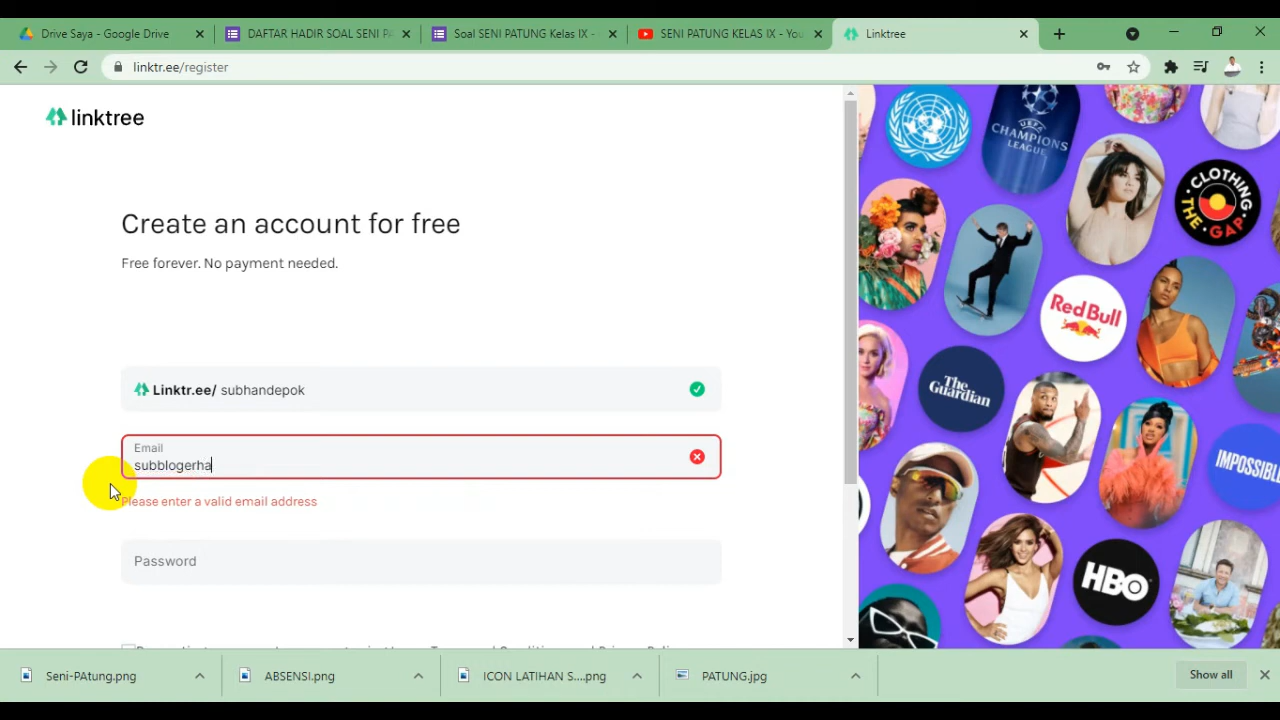 Drive Saya - Google Drive
DAFTAR HADIR SOAL SENI PA
Soal SENI PATUNG Kelas IX -
SENI PATUNG KELAS IX - You
Linktree
linktr.ee/register
linktree
Create an account for free
Free forever. No payment needed.
Linktr.ee/ subhandepok
Email
subblogerha
Please enter a valid email address
Password
UEFA
CHAMPIONS
LEAGUE
CLOTHING
THE GAP
Red Bull
The
Guardian
IMPOSSIBL
HBO
Seni-PAtung.png
ABSENSI.png
ICON LATIHAN S....png
PATUNG.jpg
Show all